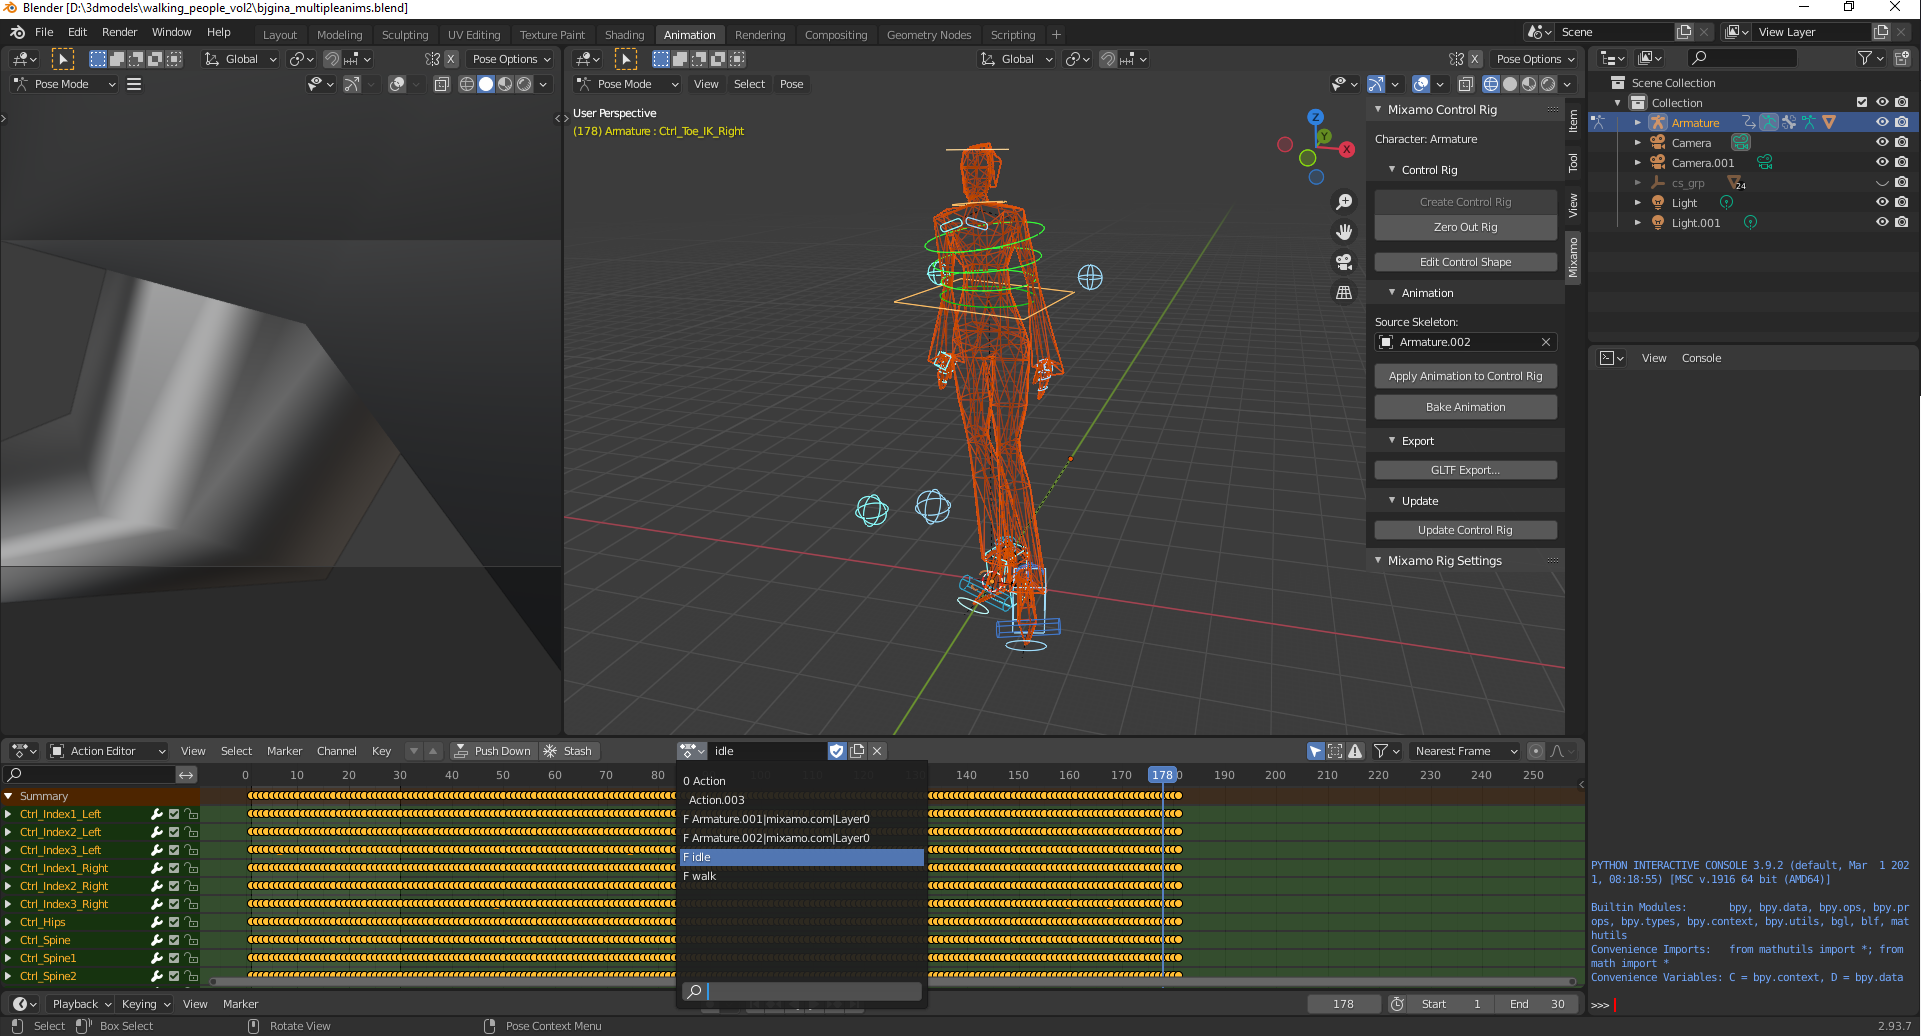 Blender [D:\3dmodels\walking_people_vol2\bjgina_multipleanims.blend]
File Edit Render Window Help
Layout Modeling Sculpting UV Editing Texture Paint Shading Animation Rendering Compositing Geometry Nodes Scripting +
Scene
View Layer
Global
X
Pose Options
Pose Mode
Global
X
Pose Options
Pose Mode View Select Pose
User Perspective
(178) Armature : Ctrl_Toe_IK_Right
Z
Y
X
Mixamo Control Rig
Character: Armature
Control Rig
Create Control Rig
Zero Out Rig
Edit Control Shape
Animation
Source Skeleton:
Armature.002
Apply Animation to Control Rig
Bake Animation
Export
GLTF Export...
Update
Update Control Rig
Mixamo Rig Settings
Item
Tool
View
Mixamo
Scene Collection
Collection
Armature
Camera
Camera.001
cs_grp
24
Light
Light.001
View Console
PYTHON INTERACTIVE CONSOLE 3.9.2 (default, Mar  1 202
1, 08:18:55) [MSC v.1916 64 bit (AMD64)]
Builtin Modules:       bpy, bpy.data, bpy.ops, bpy.pr
ops, bpy.types, bpy.context, bpy.utils, bgl, blf, mat
hutils
Convenience Imports:   from mathutils import *; from
math import *
Convenience Variables: C = bpy.context, D = bpy.data
>>>
Action Editor View Select Marker Channel Key Push Down Stash
idle
Nearest Frame
0 10 20 30 40 50 60 70 80 140 150 160 170 178 190 200 210 220 230 240 250
Summary
Ctrl_Index1_Left
Ctrl_Index2_Left
Ctrl_Index3_Left
Ctrl_Index1_Right
Ctrl_Index2_Right
Ctrl_Index3_Right
Ctrl_Hips
Ctrl_Spine
Ctrl_Spine1
Ctrl_Spine2
0 Action
Action.003
F Armature.001|mixamo.com|Layer0
F Armature.002|mixamo.com|Layer0
F idle
F walk
Playback Keying View Marker
178
Start 1
End 30
Select Box Select Rotate View Pose Context Menu
2.93.7